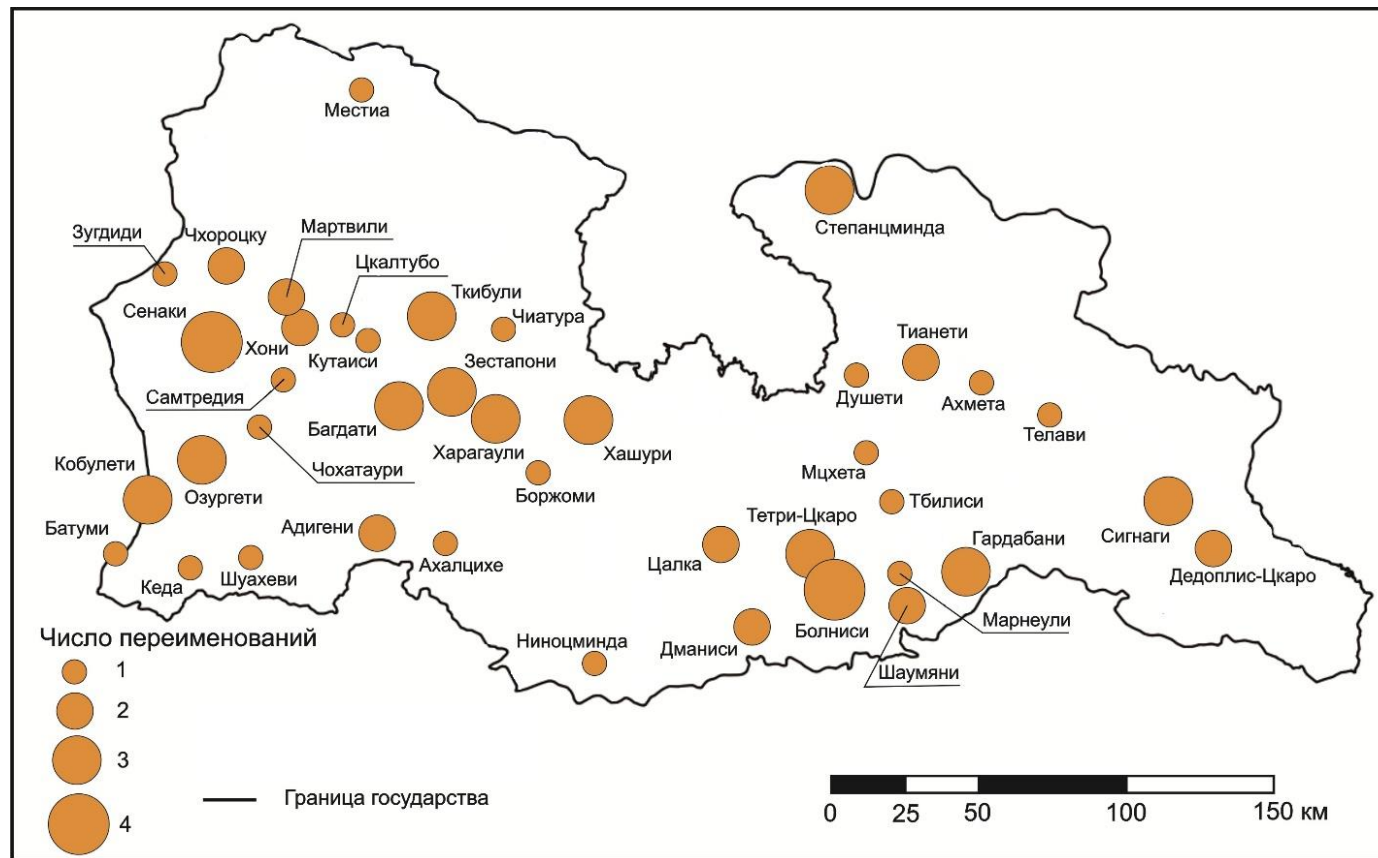 Местиа
Степанцминда
Зугдиди
Чхороцку
Мартвили
Цкалтубо
Сенаки
Хони
Кутаиси
Ткибули
Чиатура
Зестапони
Самтредия
Багдати
Харагаули
Хашури
Тианети
Душети
Ахмета
Телави
Кобулети
Озургети
Чохатаури
Боржоми
Мцхета
Тбилиси
Батуми
Кеда
Шуахеви
Адигени
Ахалцихе
Тетри-Цкаро
Цалка
Гардабани
Сигнаги
Дедоплис-Цкаро
Ниноцминда
Дманиси
Болниси
Марнеули
Шаумяни
Число переименований
1
2
3
4
Граница государства
0 25 50 100 150 км